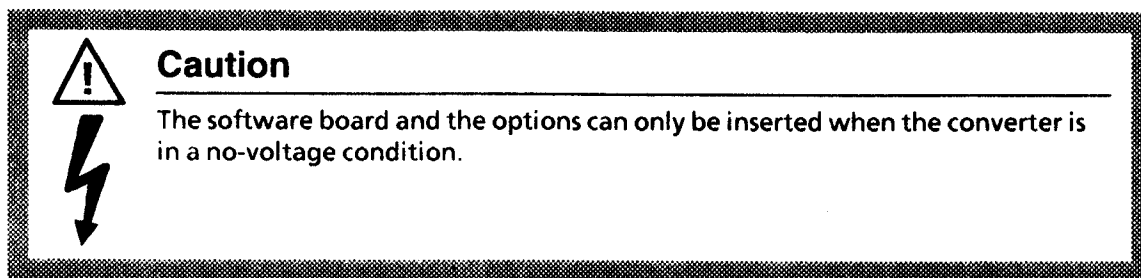 Caution
The software board and the options can only be inserted when the converter is
in a no-voltage condition.